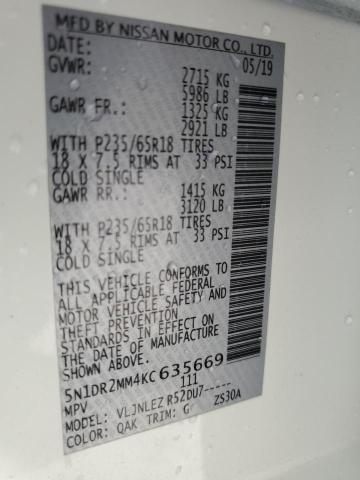 MFD BY NISSAN MOTOR CO., LTD.
DATE: 05/19
GVWR: 2715 KG
5986 LB
GAWR FR.: 1325 KG
2921 LB
WITH P235/65R18 TIRES
18 X 7.5 RIMS AT 33 PSI
COLD SINGLE
GAWR RR.: 1415 KG
3120 LB
WITH P235/65R18 TIRES
18 X 7.5 RIMS AT 33 PSI
COLD SINGLE
THIS VEHICLE CONFORMS TO
ALL APPLICABLE FEDERAL
MOTOR VEHICLE SAFETY AND
THEFT PREVENTION
STANDARDS IN EFFECT ON
THE DATE OF MANUFACTURE
SHOWN ABOVE.
5N1DR2MM4KC635669
MPV 111
MODEL: VLJNLEZ R52DU7-----
COLOR: QAK TRIM: G ZS30A